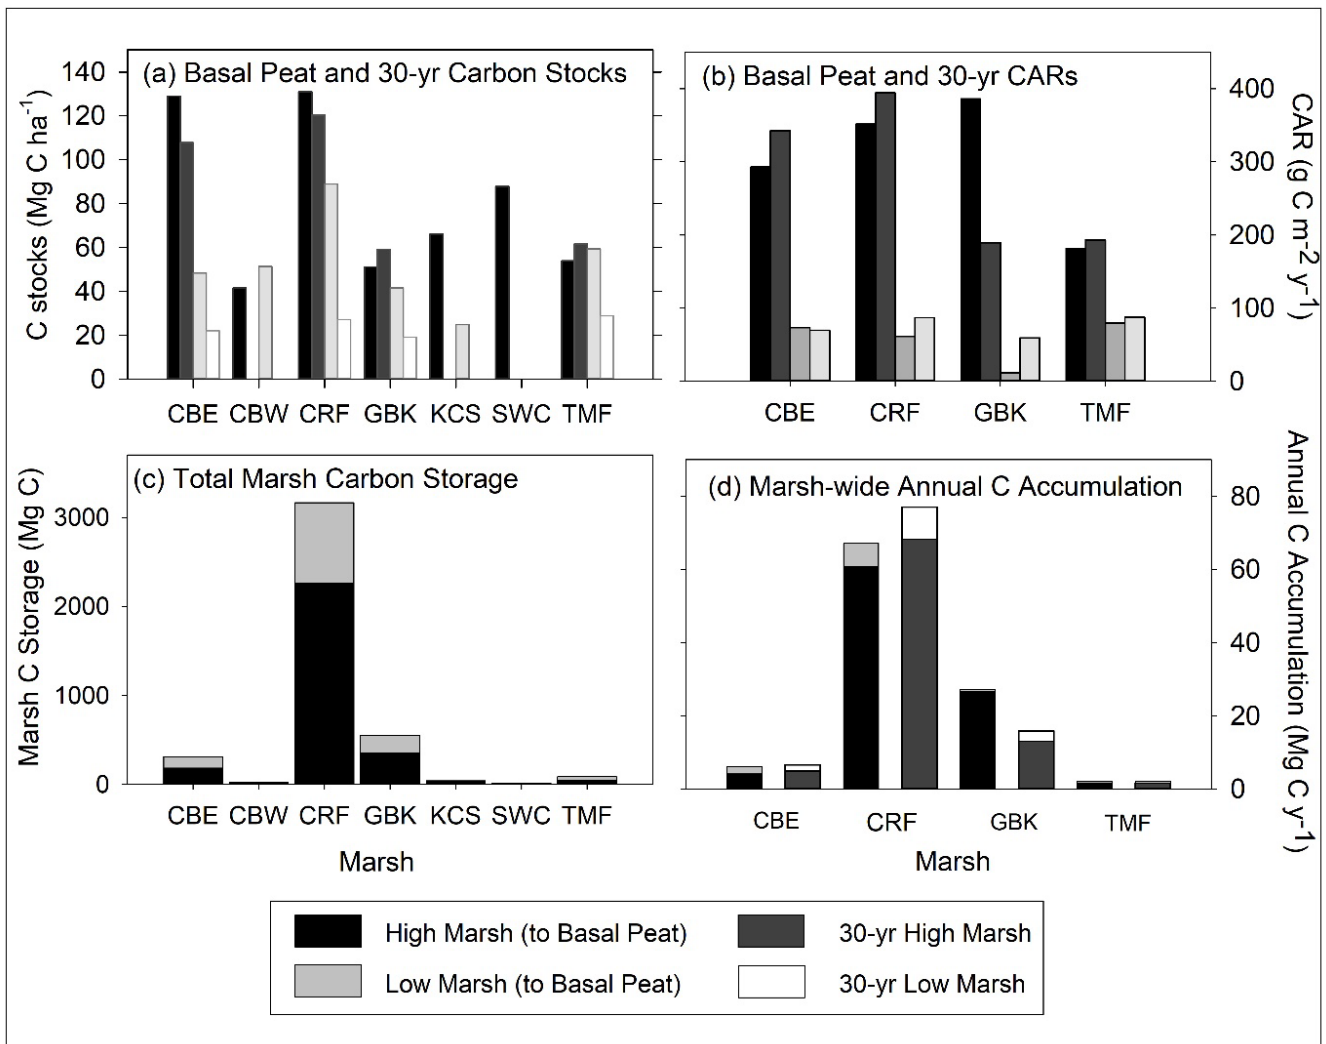 (a) Basal Peat and 30-yr Carbon Stocks
C stocks (Mg C ha⁻¹)
140
120
100
80
60
40
20
0
CBE CBW CRF GBK KCS SWC TMF
(b) Basal Peat and 30-yr CARs
400
300
200
100
0
CAR (g C m⁻² y⁻¹)
CBE CRF GBK TMF
(c) Total Marsh Carbon Storage
Marsh C Storage (Mg C)
3000
2000
1000
0
CBE CBW CRF GBK KCS SWC TMF
Marsh
(d) Marsh-wide Annual C Accumulation
80
60
40
20
0
Annual C Accumulation (Mg C y⁻¹)
CBE CRF GBK TMF
Marsh
High Marsh (to Basal Peat) 30-yr High Marsh
Low Marsh (to Basal Peat) 30-yr Low Marsh